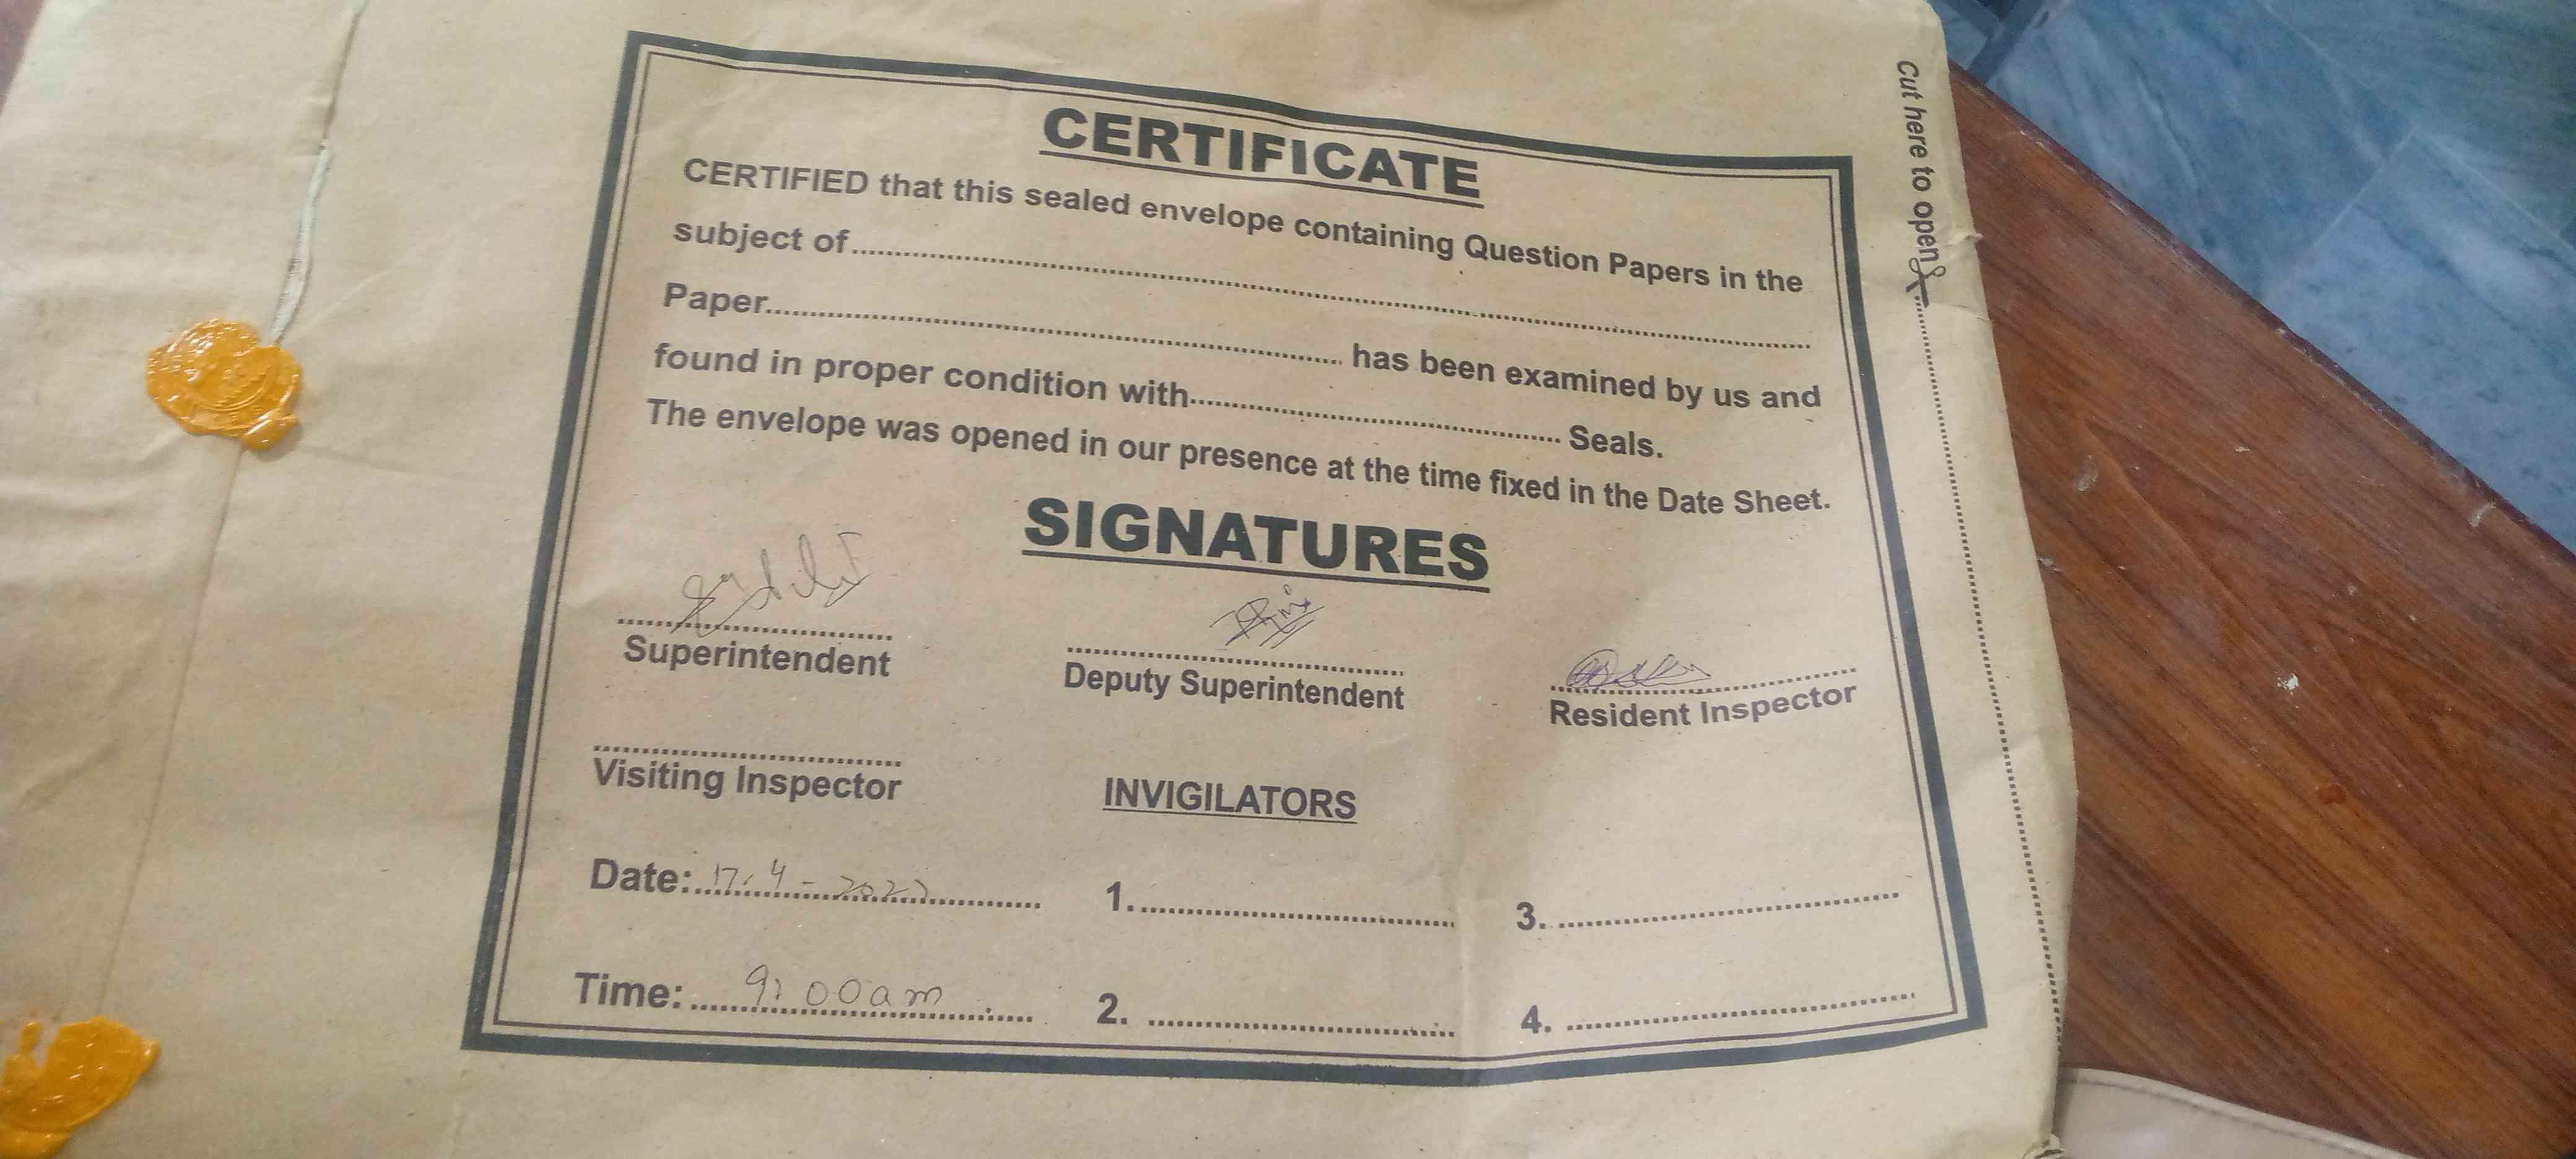 Cut here to open
CERTIFICATE
CERTIFIED that this sealed envelope containing Question Papers in the
subject of
Paper has been examined by us and
found in proper condition with Seals.
The envelope was opened in our presence at the time fixed in the Date Sheet.
SIGNATURES
Superintendent
Deputy Superintendent
Resident Inspector
Visiting Inspector
INVIGILATORS
Date: 17.4-
1. 3.
Time: 9:00am
2. 4.